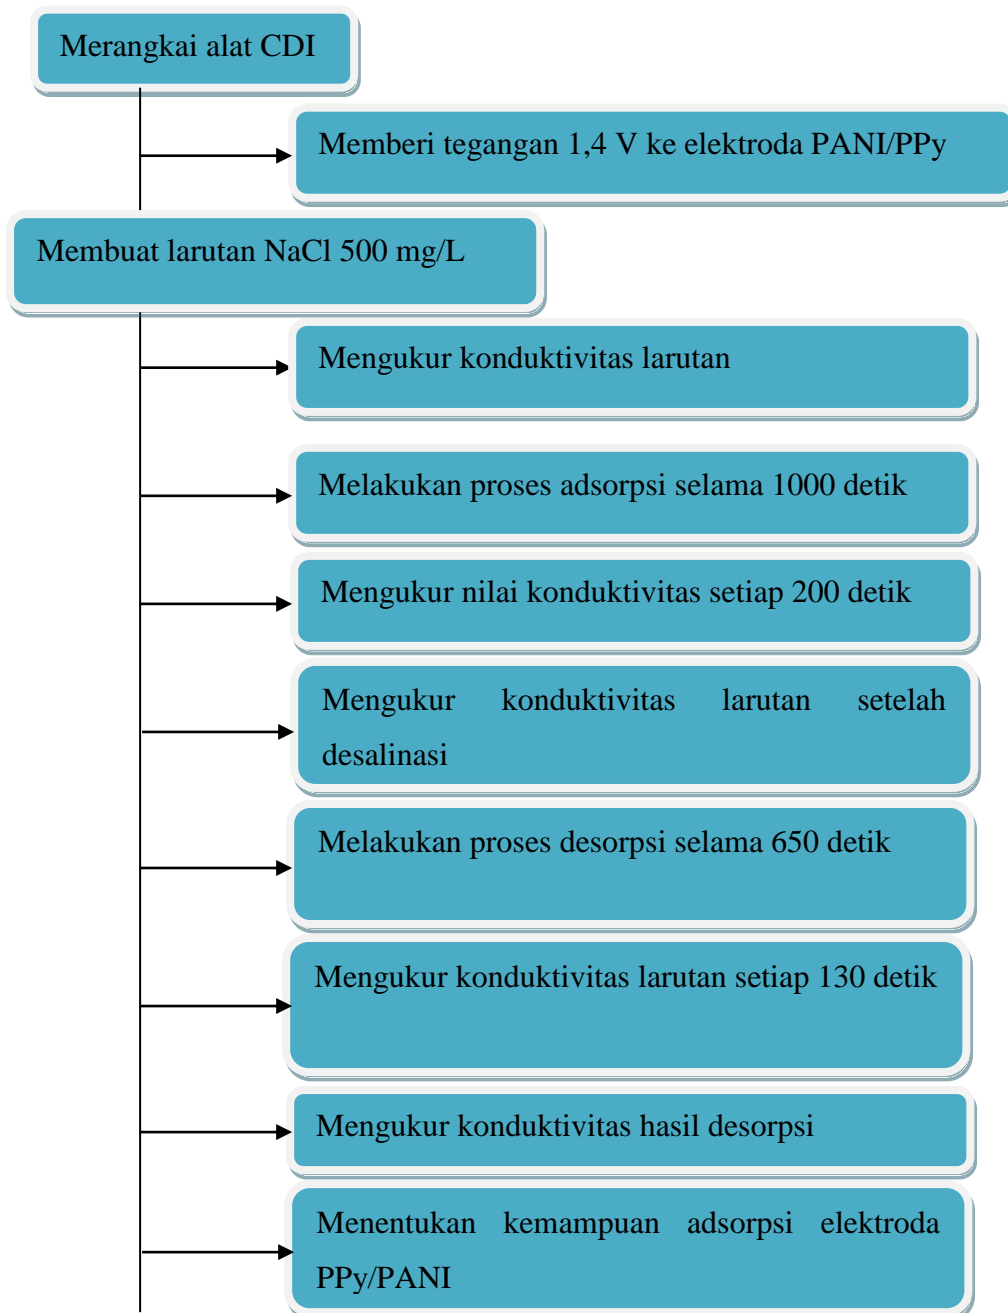 Merangkai alat CDI
Memberi tegangan 1,4 V ke elektroda PANI/PPy
Membuat larutan NaCl 500 mg/L
Mengukur konduktivitas larutan
Melakukan proses adsorpsi selama 1000 detik
Mengukur nilai konduktivitas setiap 200 detik
Mengukur konduktivitas larutan setelah
desalinasi
Melakukan proses desorpsi selama 650 detik
Mengukur konduktivitas larutan setiap 130 detik
Mengukur konduktivitas hasil desorpsi
Menentukan kemampuan adsorpsi elektroda
PPy/PANI